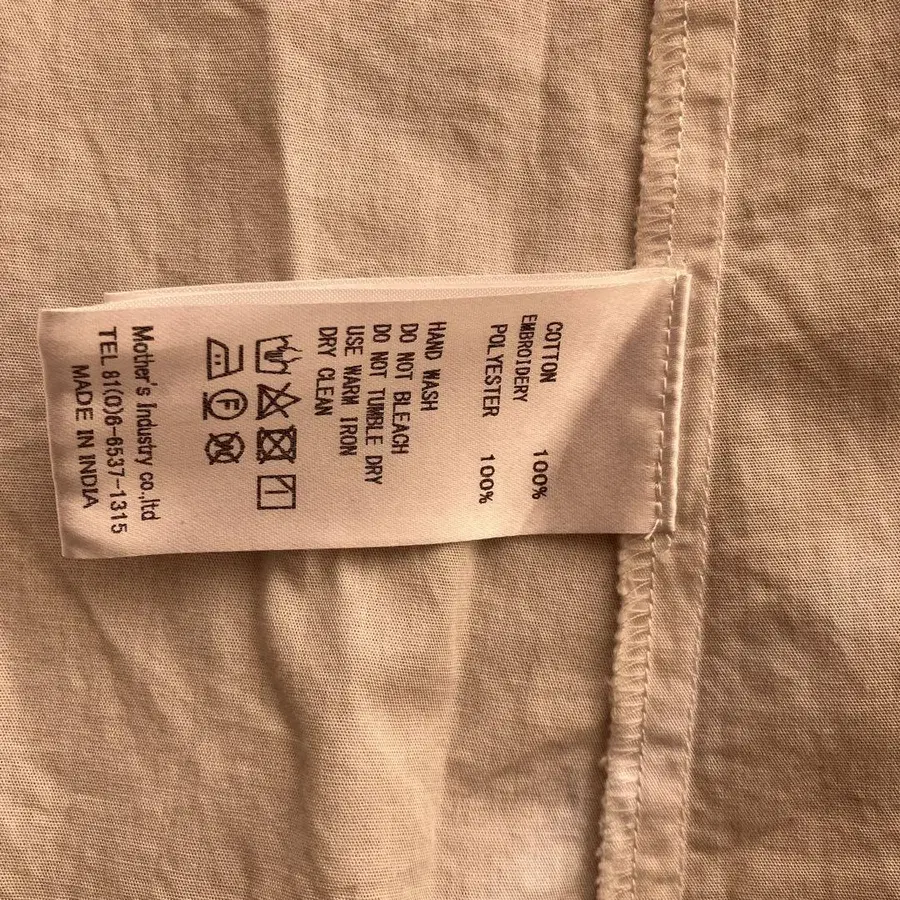 COTTON 100%
EMBROIDERY
POLYESTER 100%
HAND WASH
DO NOT BLEACH
DO NOT TUMBLE DRY
USE WARM IRON
DRY CLEAN
F
Mother's Industry co.,ltd
TEL 81(0)6-6537-1315
MADE IN INDIA